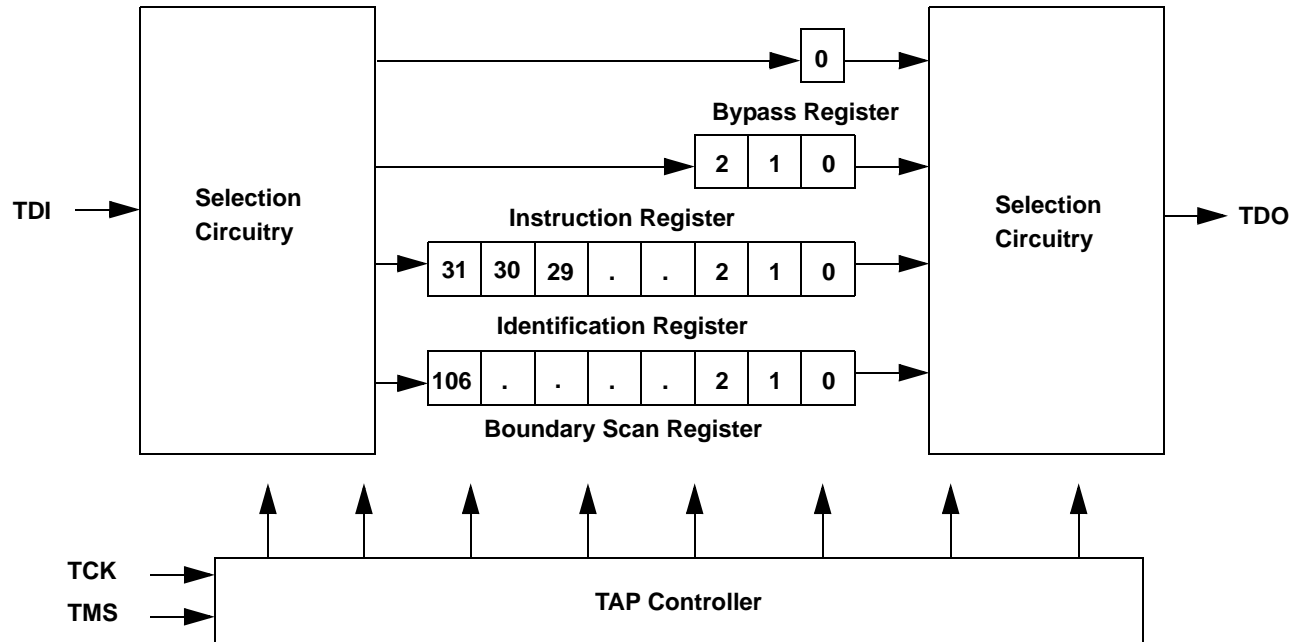 0
Bypass Register
2 1 0
TDI
Selection
Circuitry
Selection
Circuitry
TDO
Instruction Register
31 30 29 . . 2 1 0
Identification Register
106 . . . . 2 1 0
Boundary Scan Register
TCK
TMS
TAP Controller